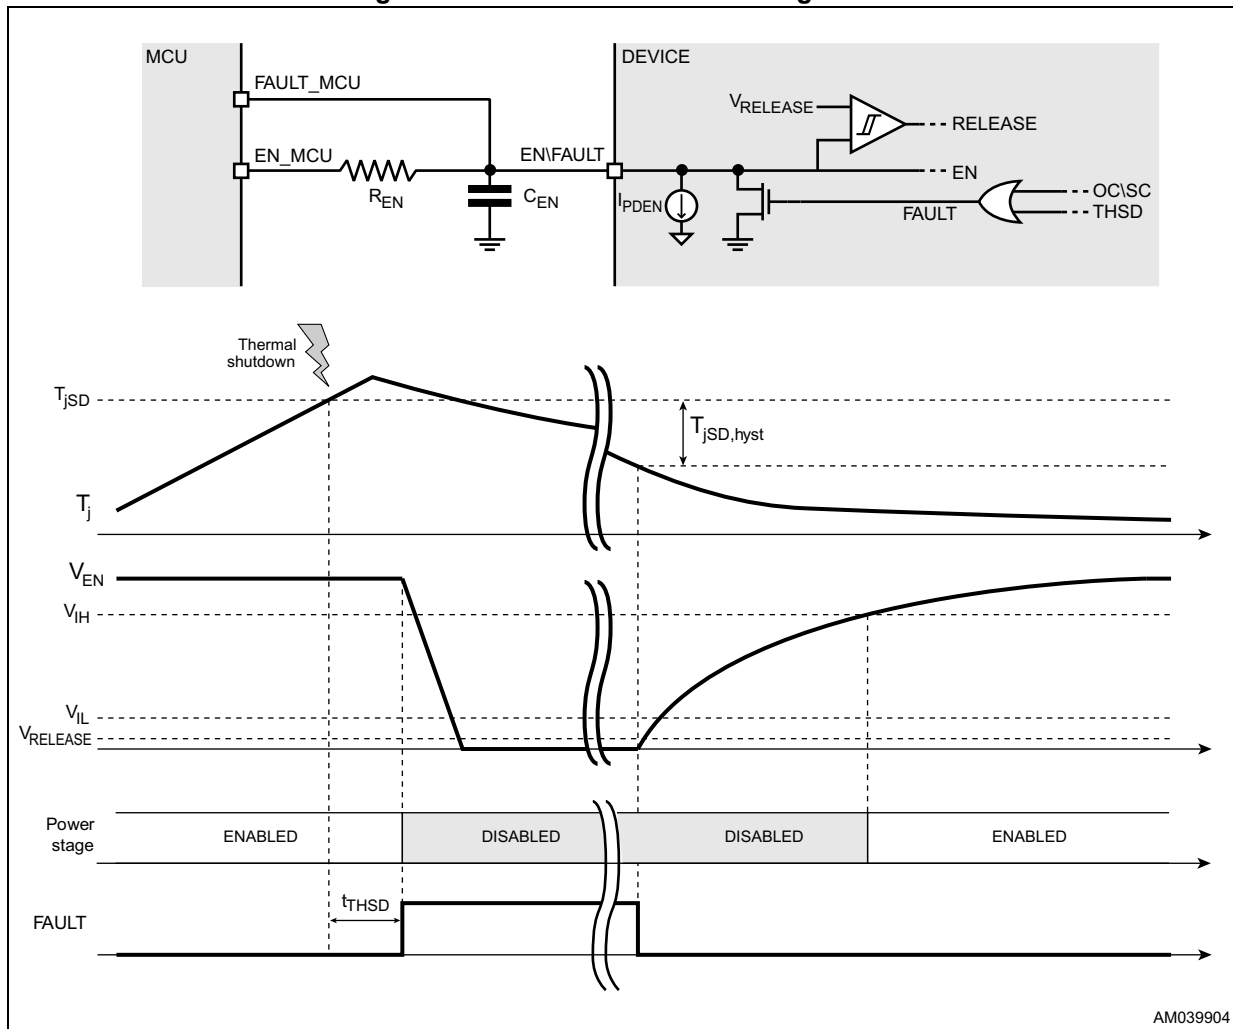 MCU
DEVICE
FAULT_MCU
VRELEASE
RELEASE
EN_MCU
EN\FAULT
EN
REN
CEN
IPDEN
FAULT
OC\SC
THSD
Thermal
shutdown
TjSD
TjSD,hyst
Tj
VEN
VIH
VIL
VRELEASE
Power
stage
ENABLED
DISABLED
DISABLED
ENABLED
tTHSD
FAULT
AM039904